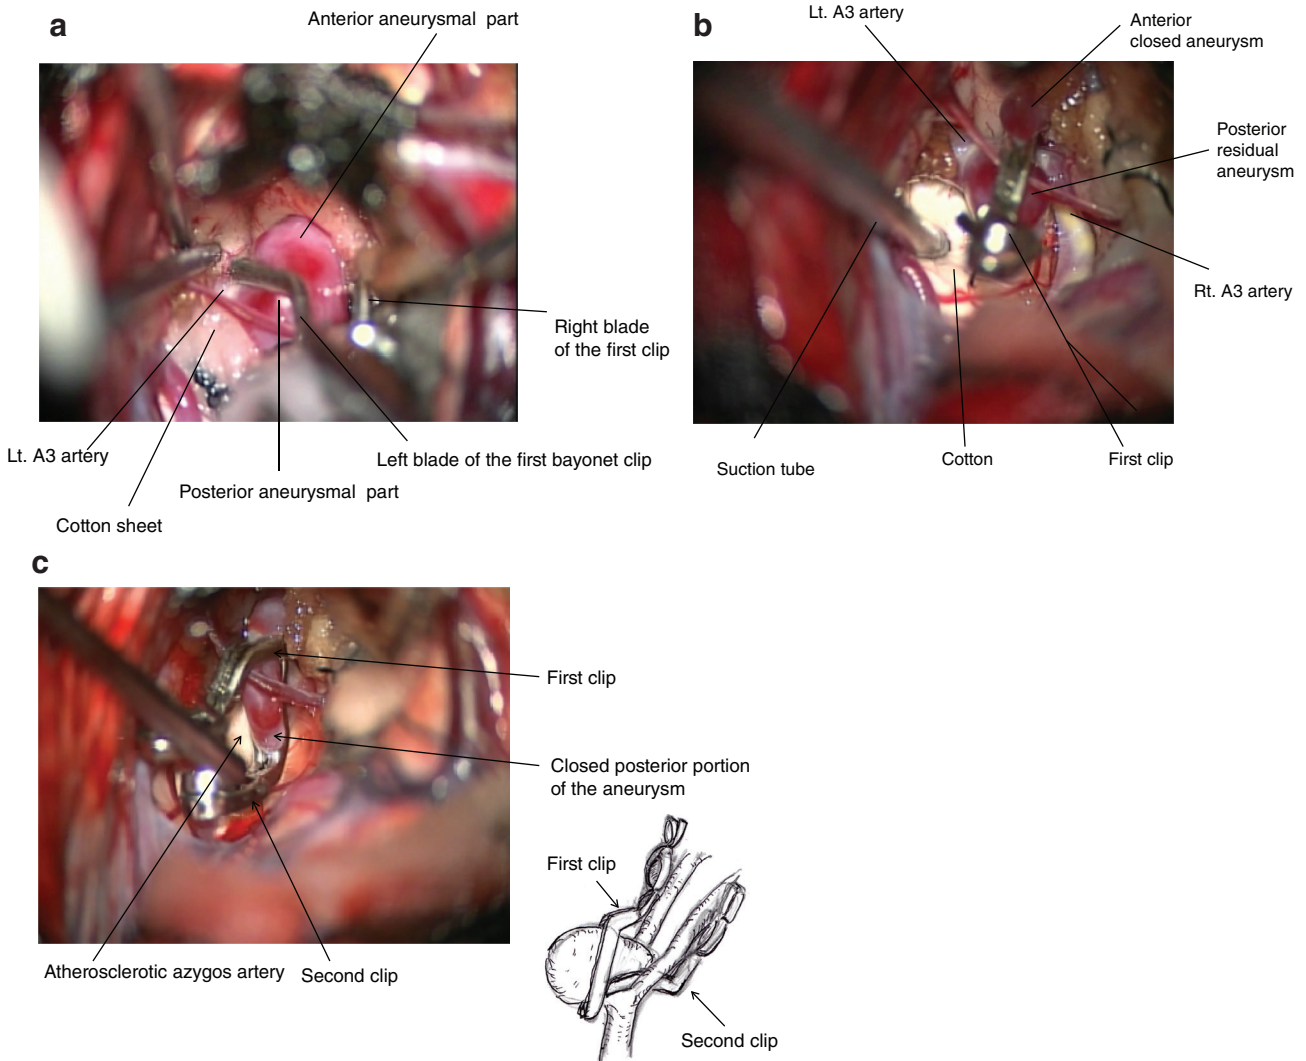 a
Anterior aneurysmal part
Right blade
of the first clip
Lt. A3 artery
Left blade of the first bayonet clip
Posterior aneurysmal part
Cotton sheet
b
Lt. A3 artery
Anterior
closed aneurysm
Posterior
residual
aneurysm
Rt. A3 artery
Suction tube
Cotton
First clip
c
First clip
Closed posterior portion
of the aneurysm
Atherosclerotic azygos artery
Second clip
First clip
Second clip